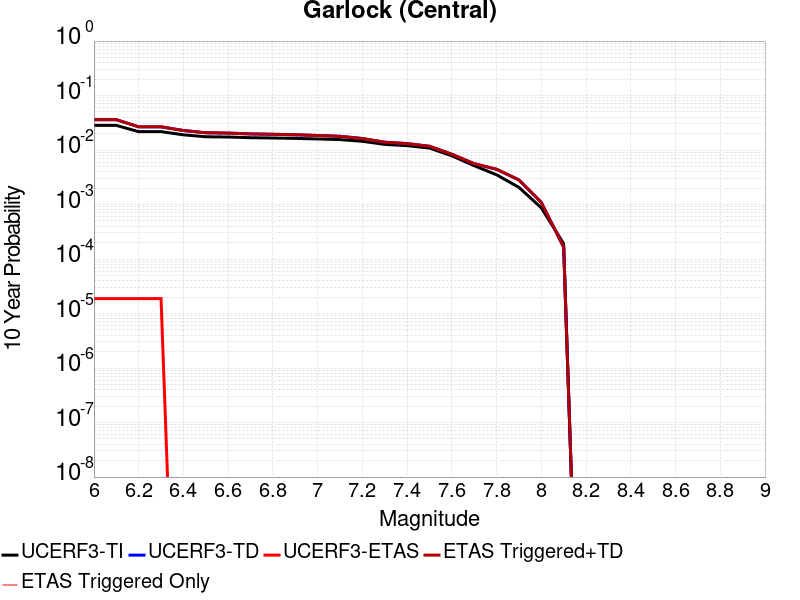 Garlock (Central)
10 0
10 -1
10 -2
10 -3
10 -4
10 -5
10 -6
10 -7
10 -8
10 Year Probability
6 6.2 6.4 6.6 6.8 7 7.2 7.4 7.6 7.8 8 8.2 8.4 8.6 8.8 9
Magnitude
UCERF3-TI UCERF3-TD UCERF3-ETAS ETAS Triggered+TD
ETAS Triggered Only